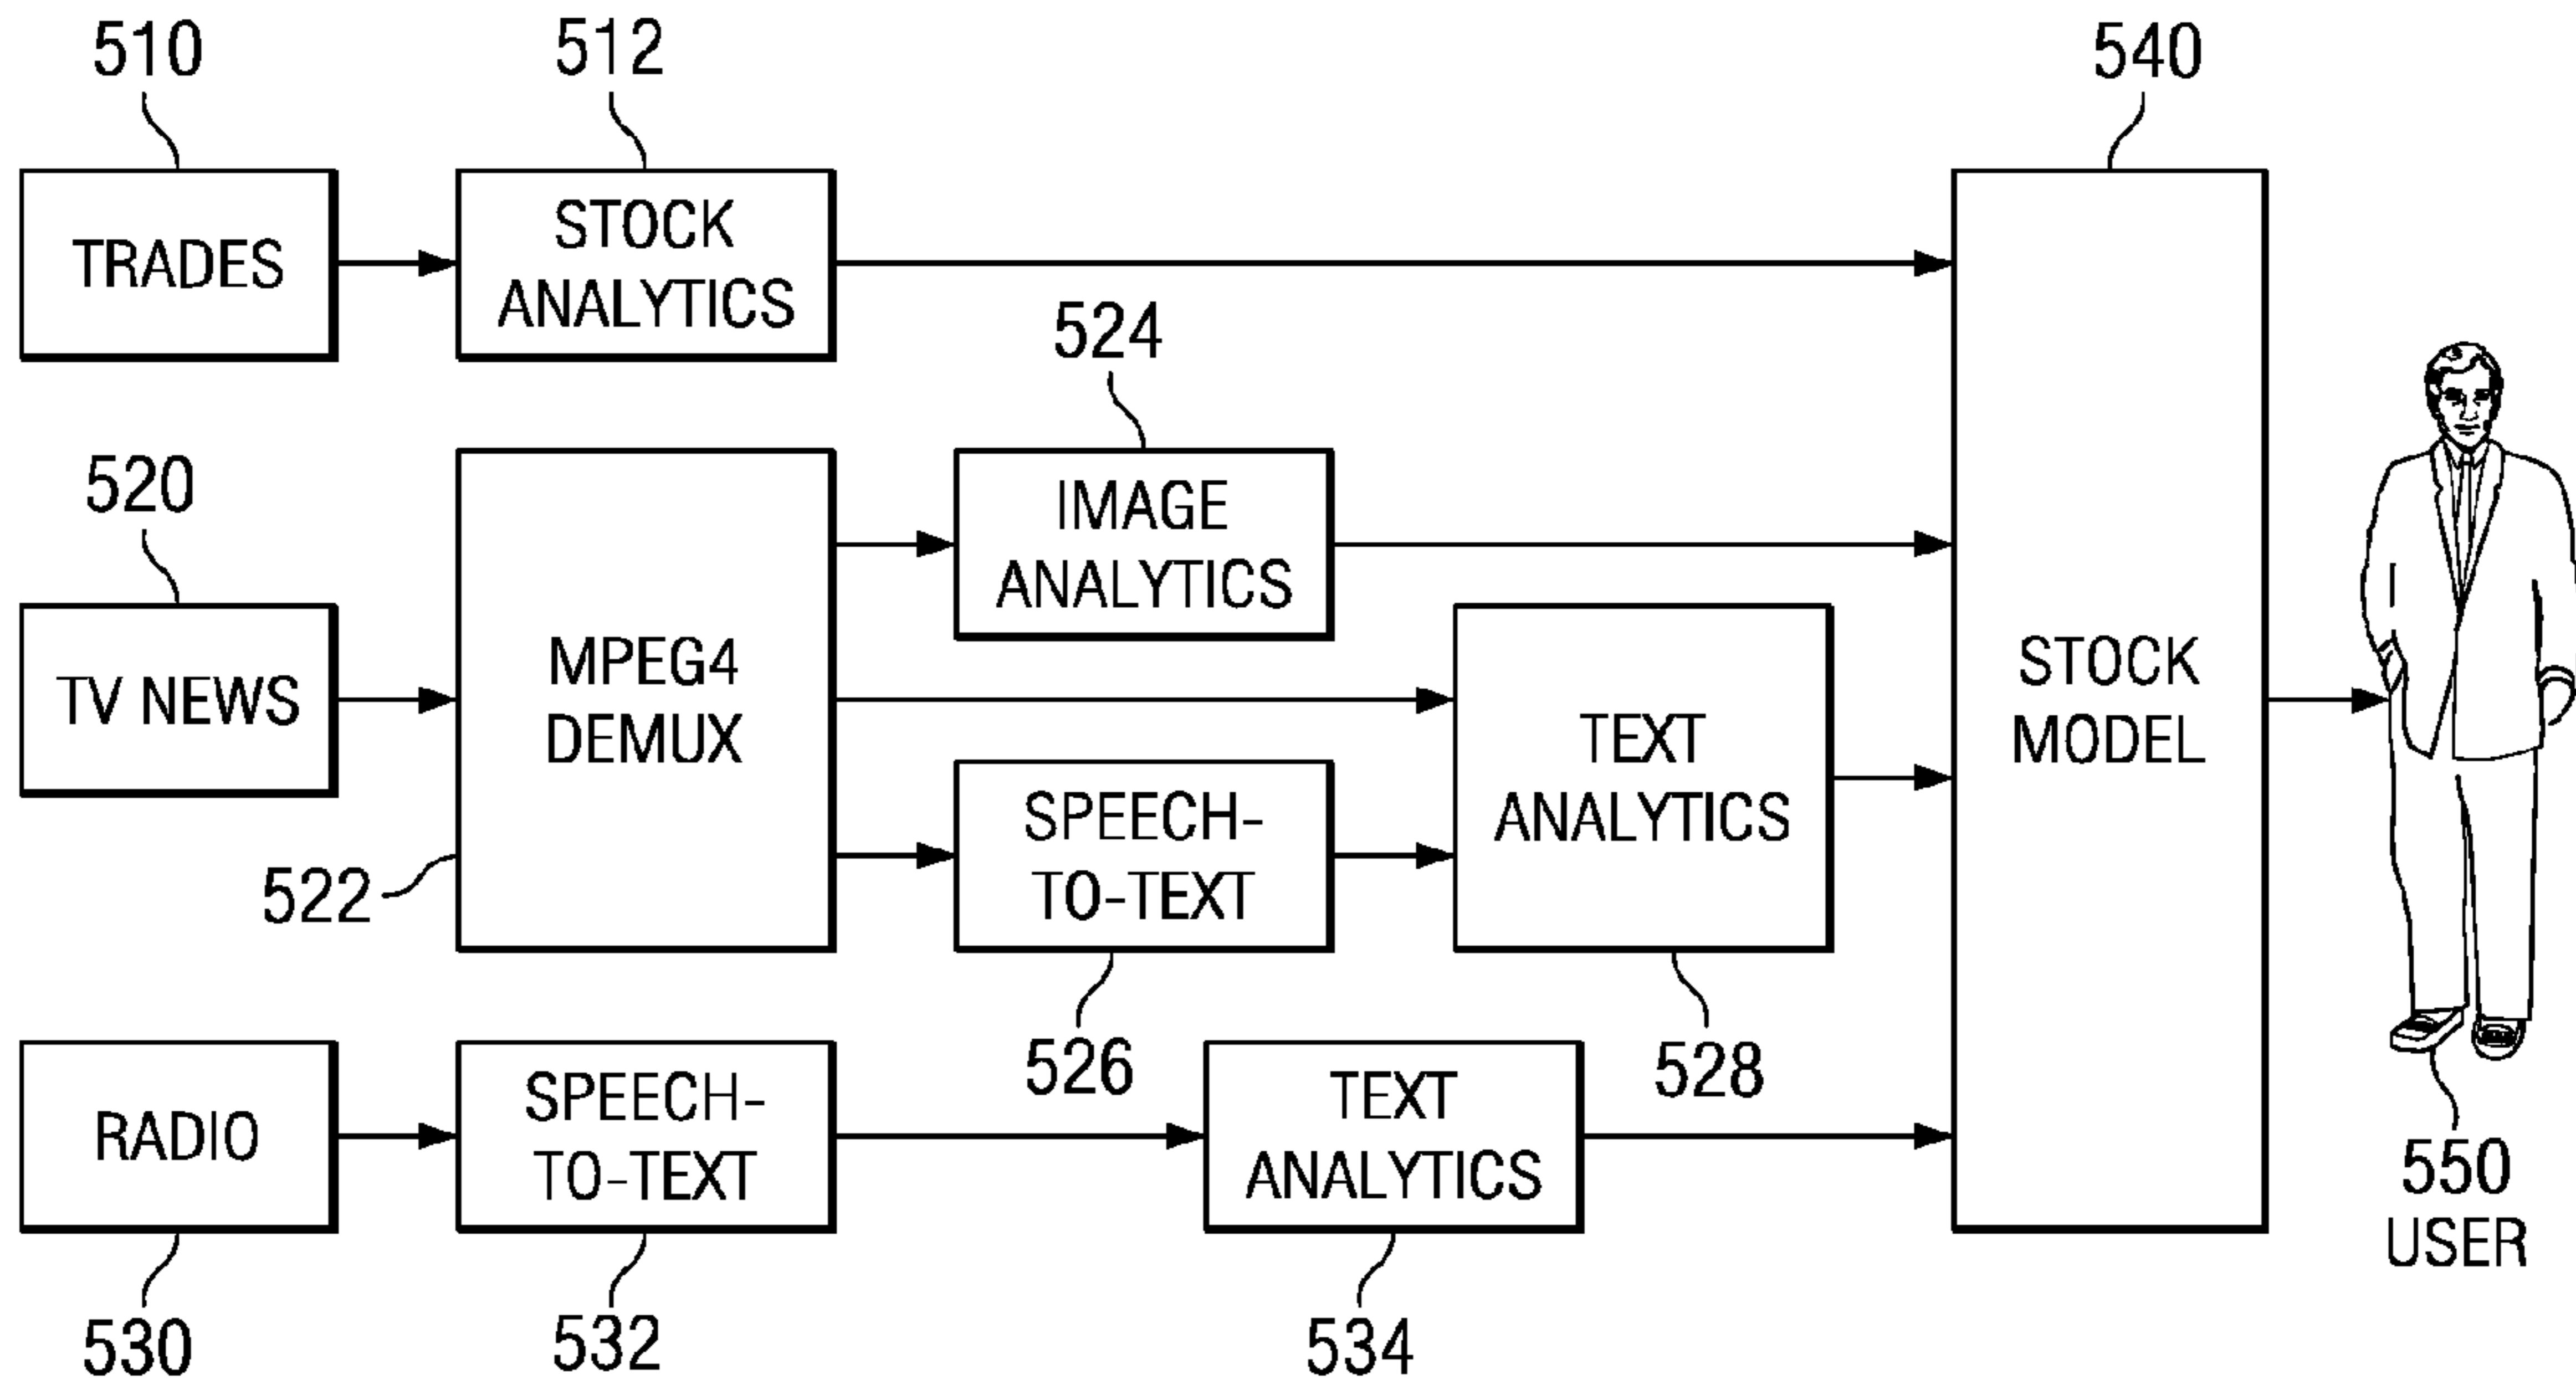 510
512
540
TRADES
STOCK
ANALYTICS
524
520
IMAGE
ANALYTICS
TV NEWS
MPEG4
DEMUX
522
SPEECH-
TO-TEXT
TEXT
ANALYTICS
STOCK
MODEL
526
528
RADIO
SPEECH-
TO-TEXT
TEXT
ANALYTICS
550
USER
530
532
534